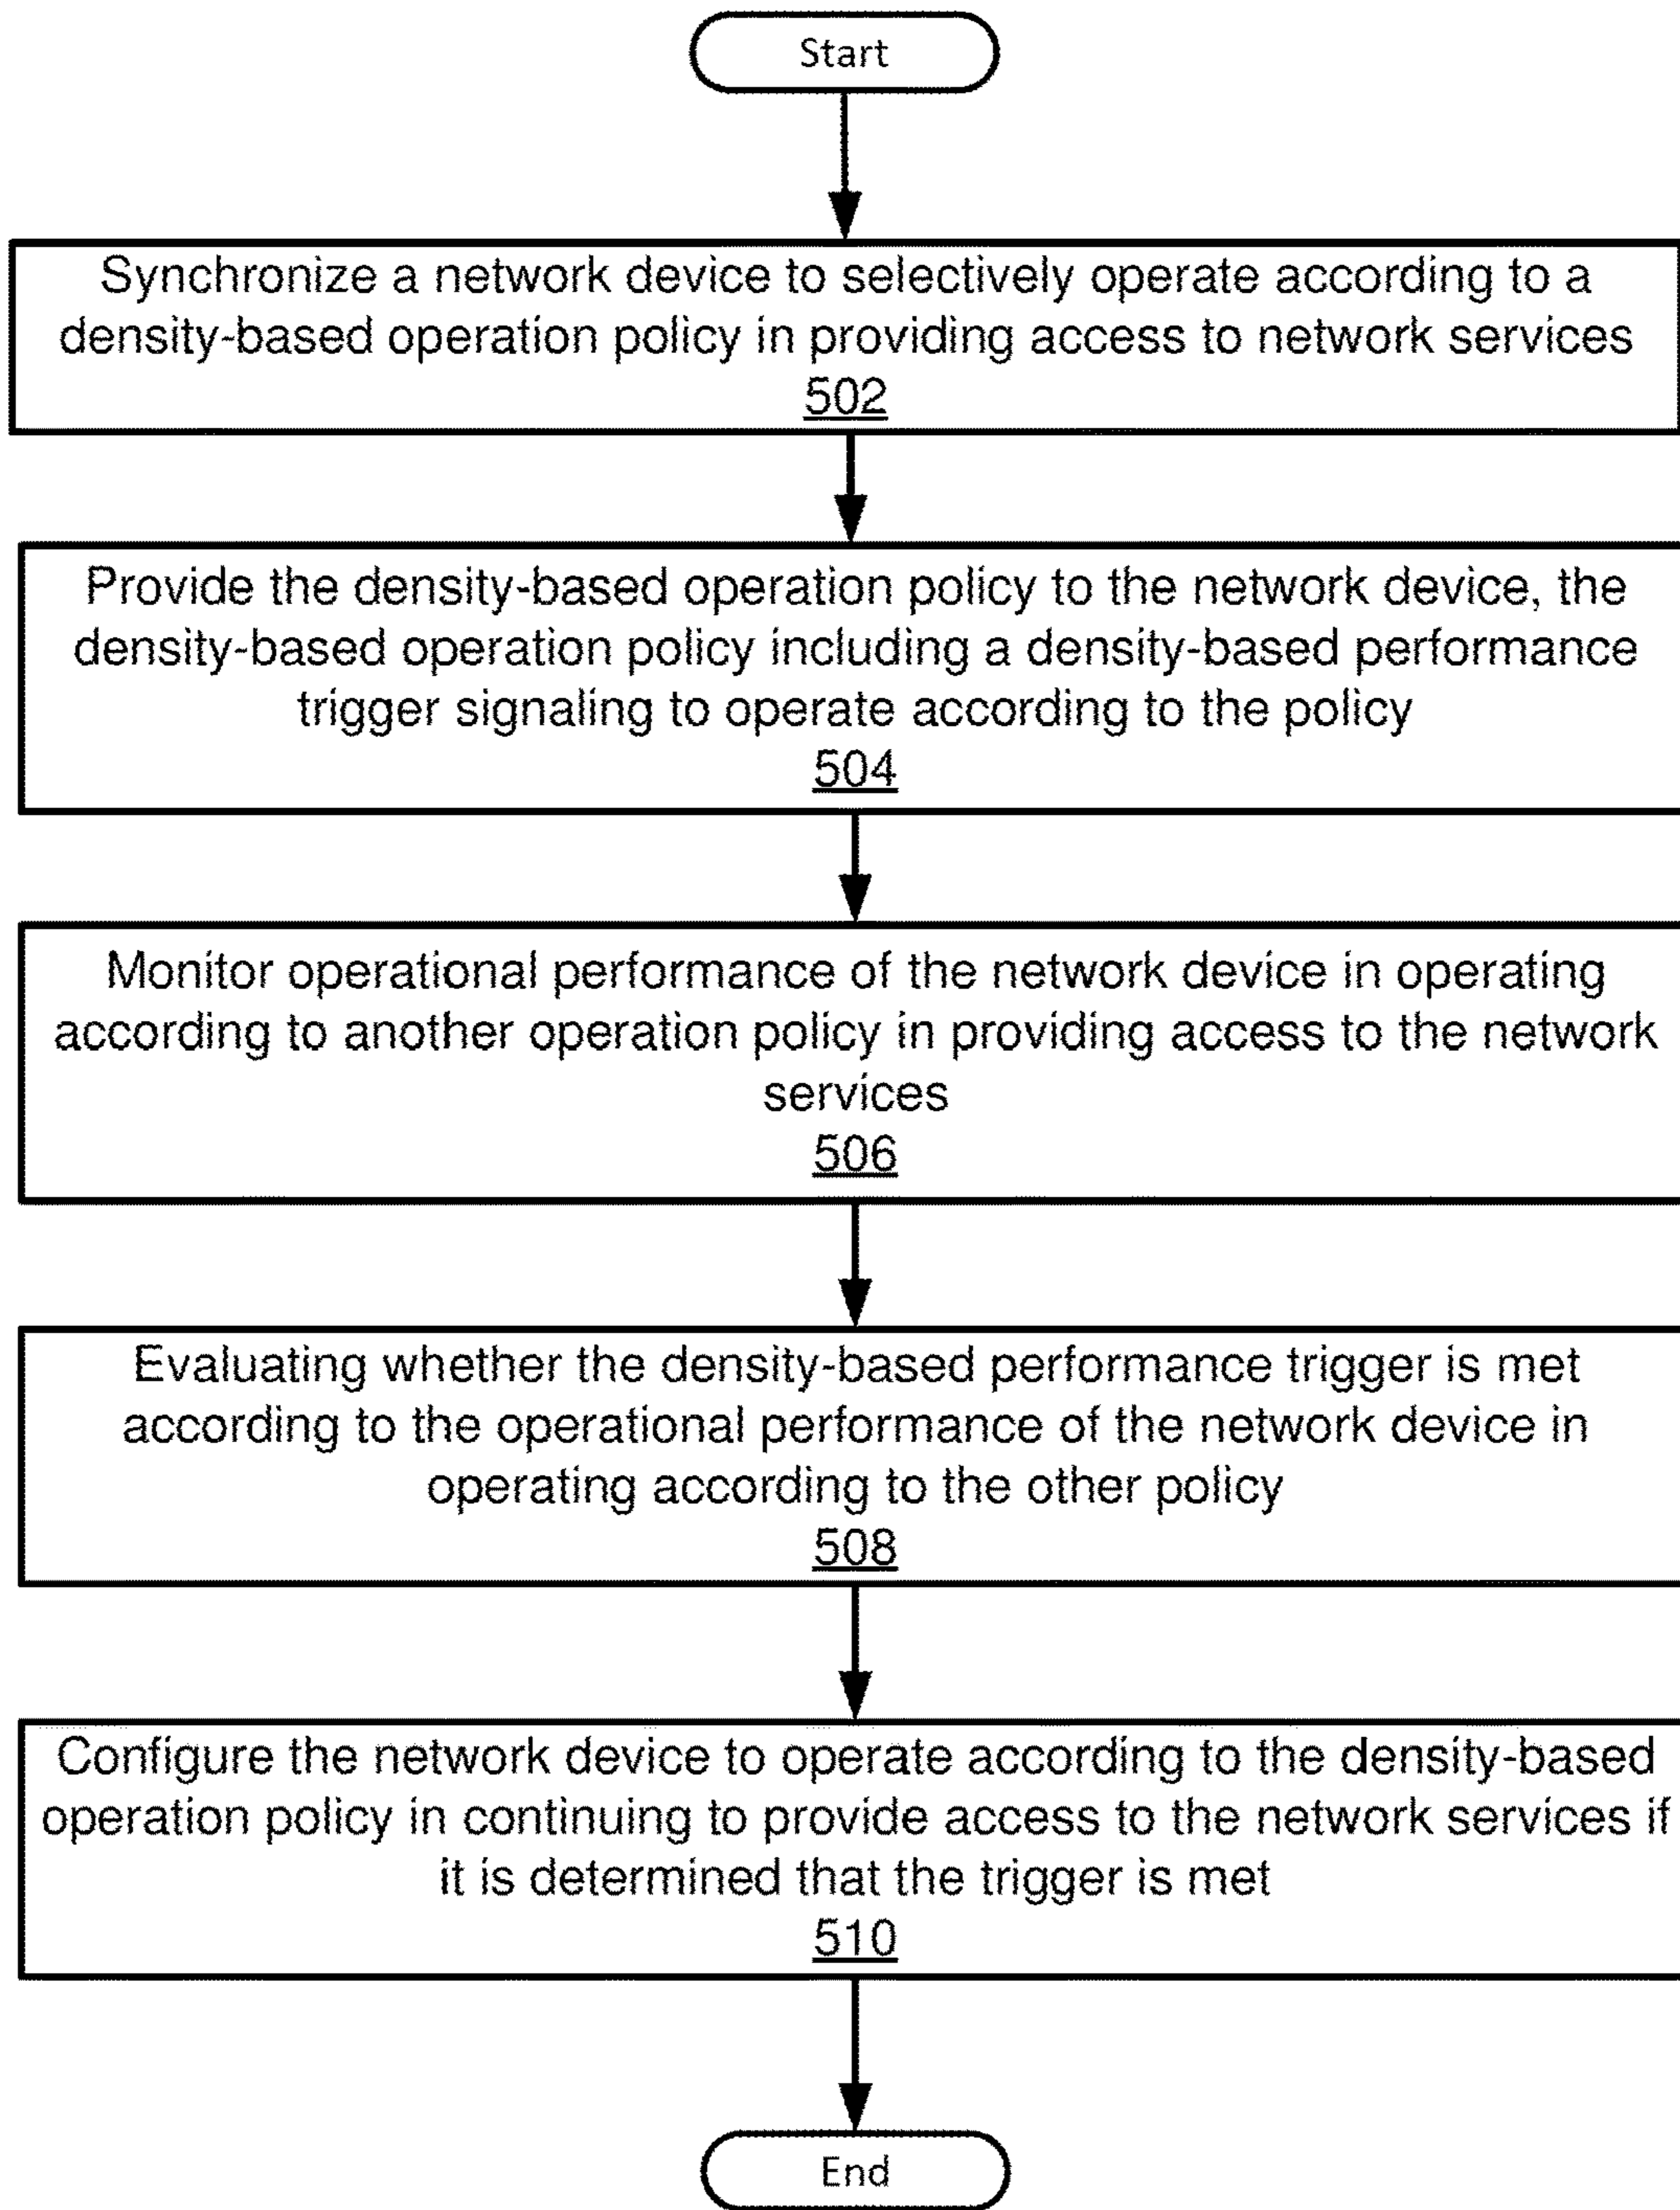 Start
Synchronize a network device to selectively operate according to a
density-based operation policy in providing access to network services
502
Provide the density-based operation policy to the network device, the
density-based operation policy including a density-based performance
trigger signaling to operate according to the policy
504
Monitor operational performance of the network device in operating
according to another operation policy in providing access to the network
services
506
Evaluating whether the density-based performance trigger is met
according to the operational performance of the network device in
operating according to the other policy
508
Configure the network device to operate according to the density-based
operation policy in continuing to provide access to the network services if
it is determined that the trigger is met
510
End